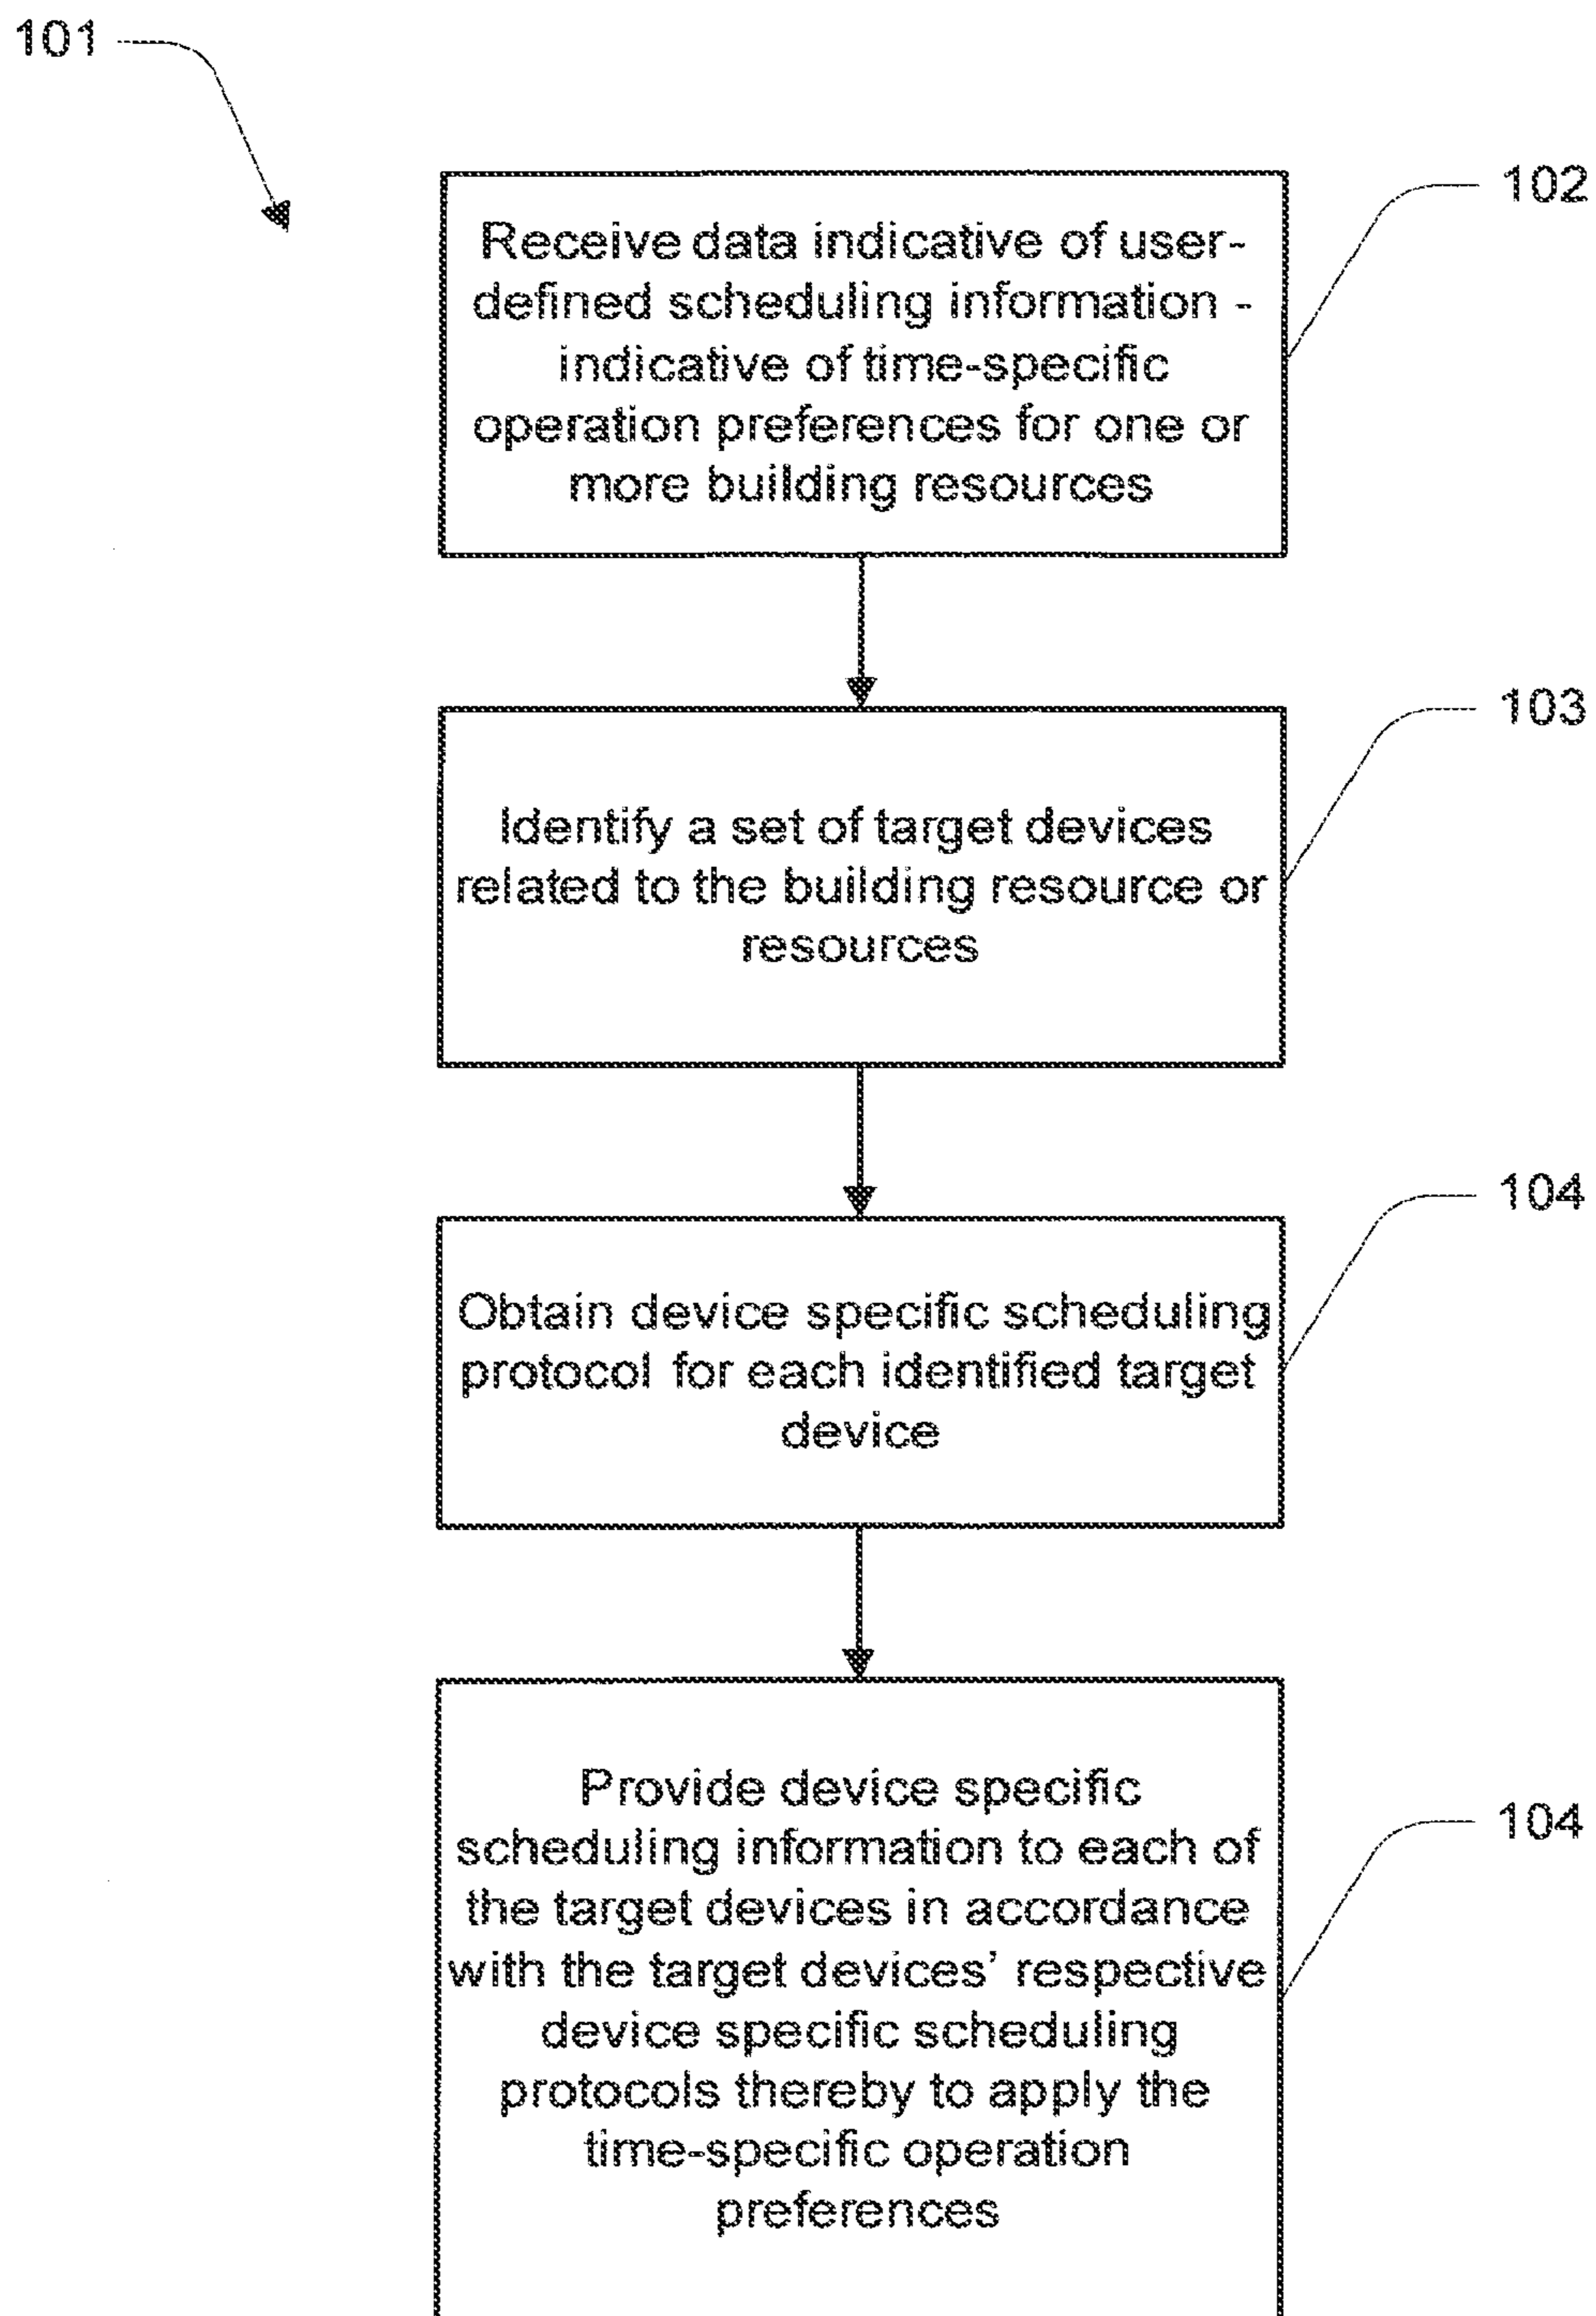 101
102
Receive data indicative of user-
defined scheduling information -
indicative of time-specific
operation preferences for one or
more building resources
103
Identify a set of target devices
related to the building resource or
resources
104
Obtain device specific scheduling
protocol for each identified target
device
104
Provide device specific
scheduling information to each of
the target devices in accordance
with the target devices’ respective
device specific scheduling
protocols thereby to apply the
time-specific operation
preferences